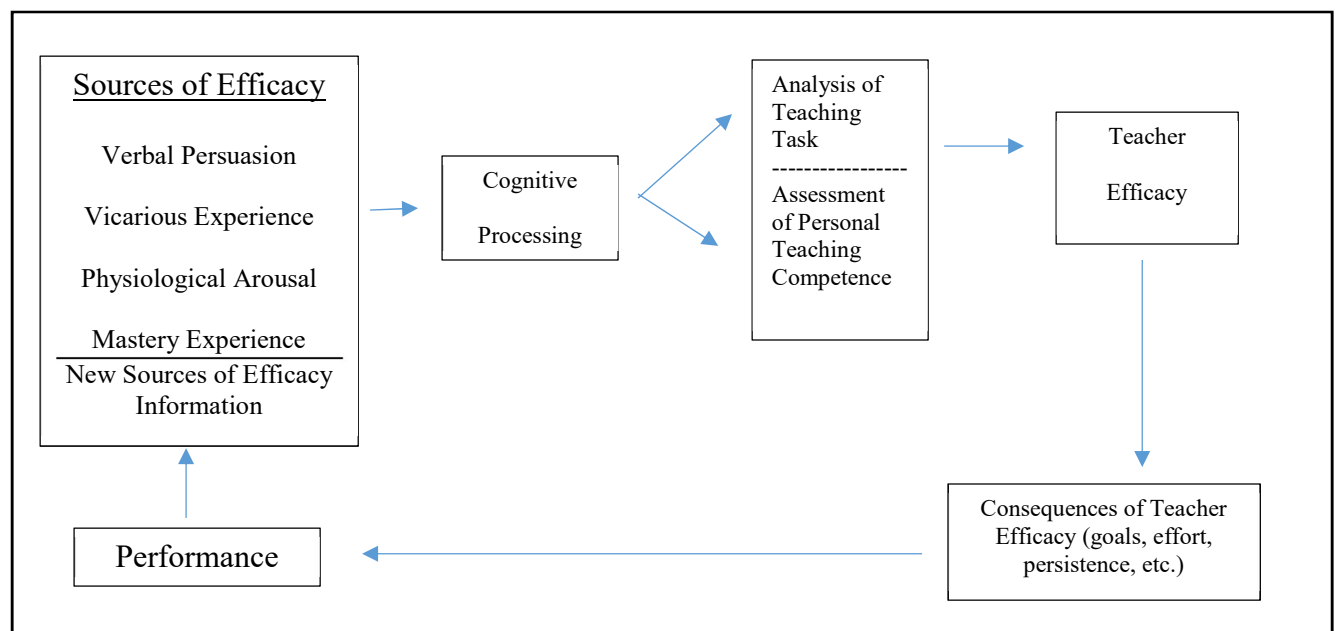 Sources of Efficacy
Verbal Persuasion
Vicarious Experience
Physiological Arousal
Mastery Experience
New Sources of Efficacy
Information
Cognitive
Processing
Analysis of
Teaching
Task
-----------------
Assessment
of Personal
Teaching
Competence
Teacher
Efficacy
Consequences of Teacher
Efficacy (goals, effort,
persistence, etc.)
Performance